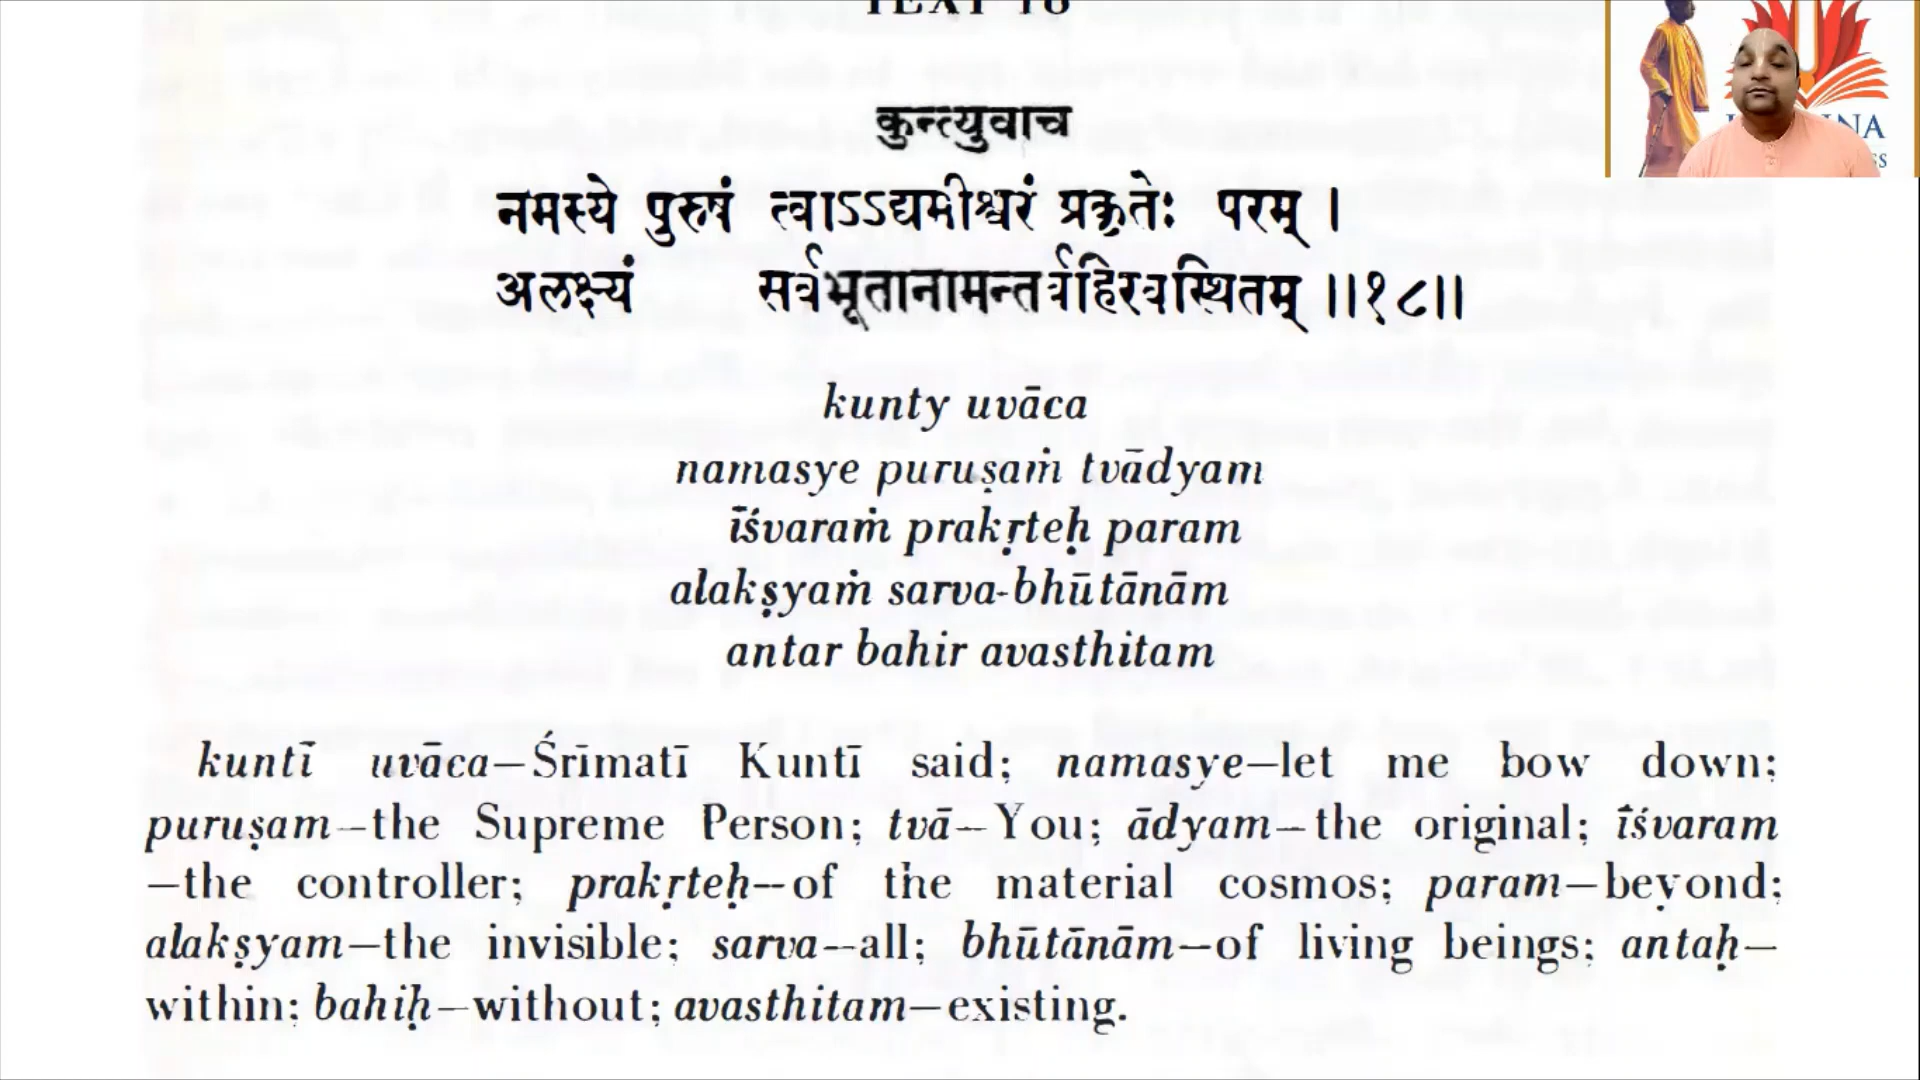 TEXT 18
कुन्त्युवाच
नमस्ये पुरुषं त्वाऽऽद्यमीश्वरं प्रकृतेः परम् ।
अलक्ष्यं सर्वभूतानामन्तर्बहिरवस्थितम् ॥१८॥
kunty uvāca
namasye puruṣaṁ tvādyam
īśvaraṁ prakṛteḥ param
alakṣyaṁ sarva-bhūtānām
antar bahir avasthitam
kuntī uvāca—Śrīmatī Kuntī said; namasye—let me bow down;
puruṣam—the Supreme Person; tvā—You; ādyam—the original; īśvaram
—the controller; prakṛteḥ—of the material cosmos; param—beyond;
alakṣyam—the invisible; sarva—all; bhūtānām—of living beings; antaḥ—
within; bahiḥ—without; avasthitam—existing.